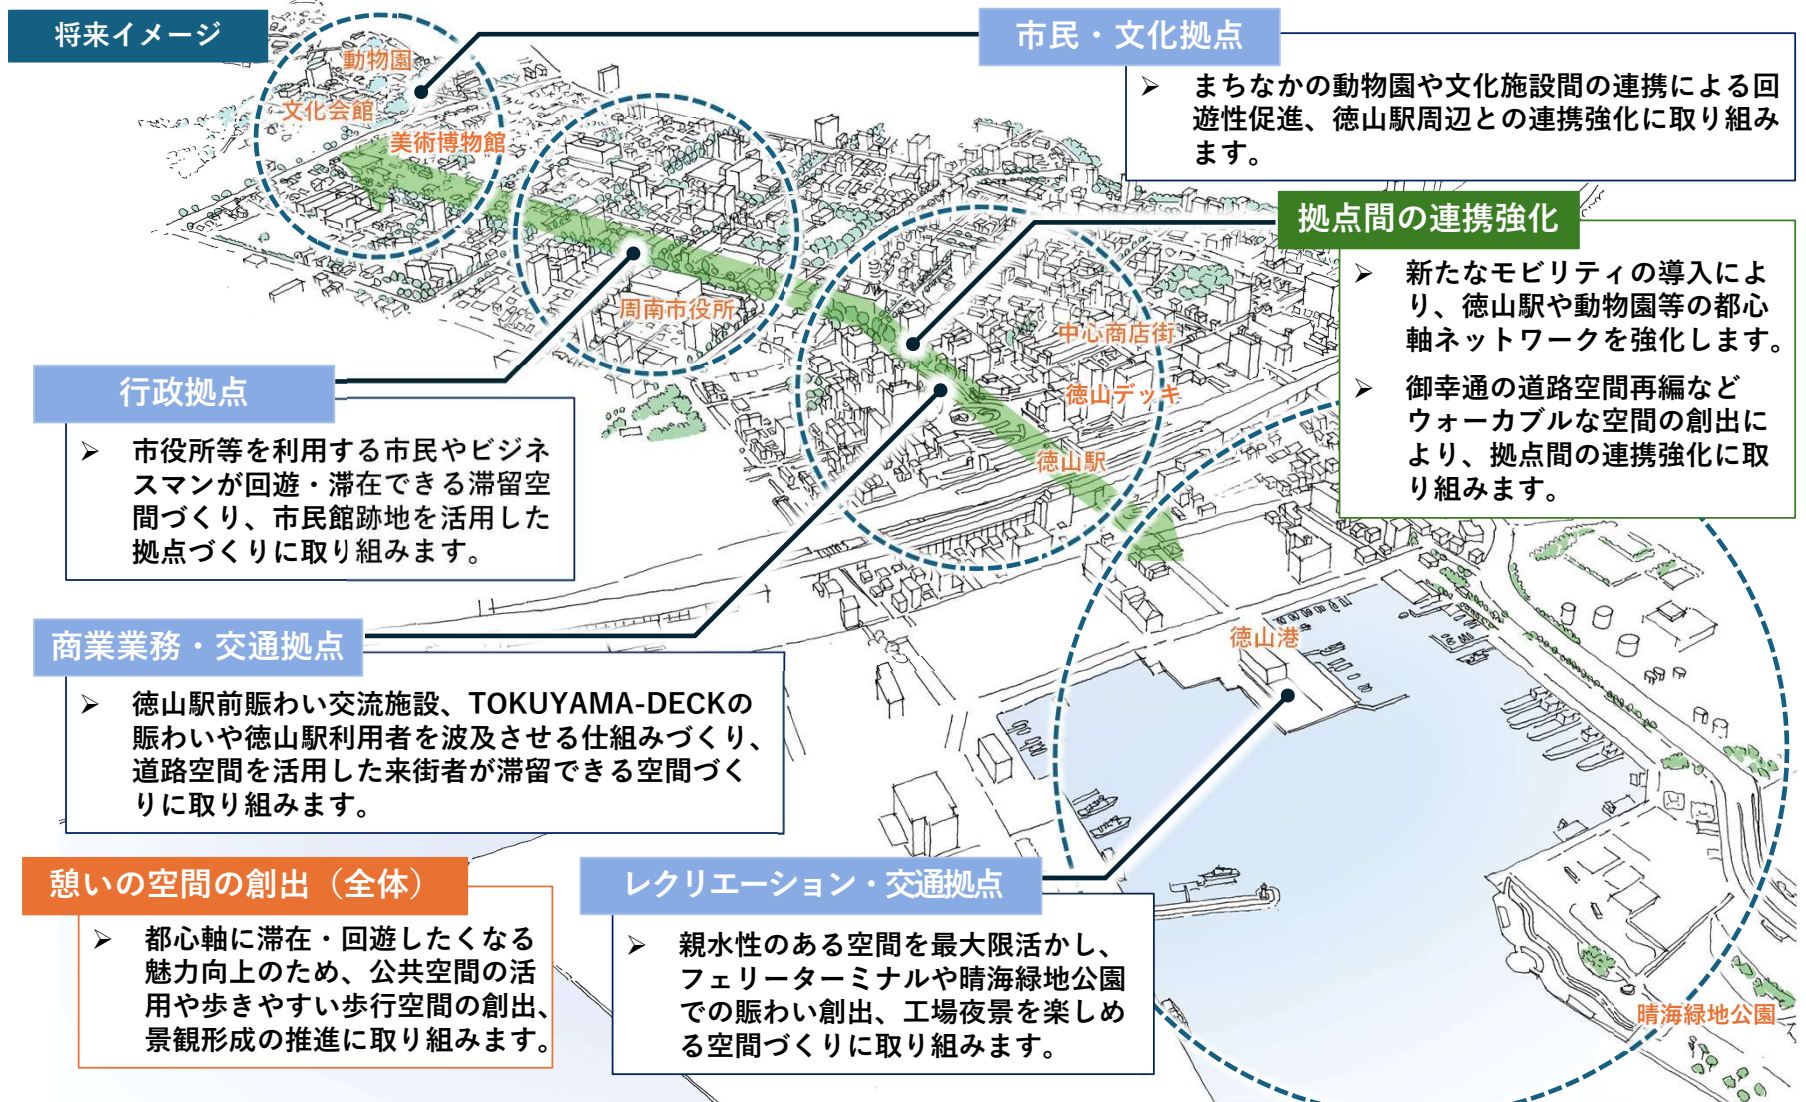 将来イメージ
動物園
文化会館
美術博物館
市民・文化拠点
➢ まちなかの動物園や文化施設間の連携による回
遊性促進、徳山駅周辺との連携強化に取り組み
ます。
拠点間の連携強化
➢ 新たなモビリティの導入によ
り、徳山駅や動物園等の都心
軸ネットワークを強化します。
➢ 御幸通の道路空間再編など
ウォーカブルな空間の創出に
より、拠点間の連携強化に取
り組みます。
周南市役所
中心商店街
徳山デッキ
徳山駅
行政拠点
➢ 市役所等を利用する市民やビジネ
スマンが回遊・滞在できる滞留空
間づくり、市民館跡地を活用した
拠点づくりに取り組みます。
商業業務・交通拠点
➢ 徳山駅前賑わい交流施設、TOKUYAMA-DECKの
賑わいや徳山駅利用者を波及させる仕組みづくり、
道路空間を活用した来街者が滞留できる空間づく
りに取り組みます。
徳山港
憩いの空間の創出（全体）
➢ 都心軸に滞在・回遊したくなる
魅力向上のため、公共空間の活
用や歩きやすい歩行空間の創出、
景観形成の推進に取り組みます。
レクリエーション・交通拠点
➢ 親水性のある空間を最大限活かし、
フェリーターミナルや晴海緑地公園
での賑わい創出、工場夜景を楽しめ
る空間づくりに取り組みます。
晴海緑地公園